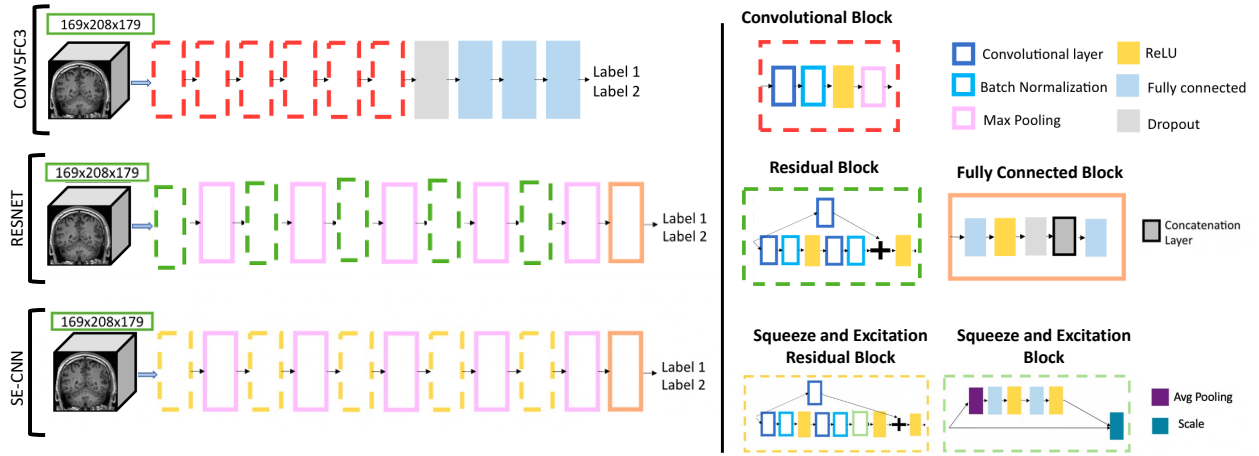 CONV5FC3
169x208x179
Label 1
Label 2
RESNET
169x208x179
Label 1
Label 2
SE-CNN
169x208x179
Label 1
Label 2
Convolutional Block
Convolutional layer
ReLU
Batch Normalization
Fully connected
Max Pooling
Dropout
Residual Block
Fully Connected Block
Concatenation
Layer
Squeeze and Excitation
Residual Block
Squeeze and Excitation
Block
Avg Pooling
Scale